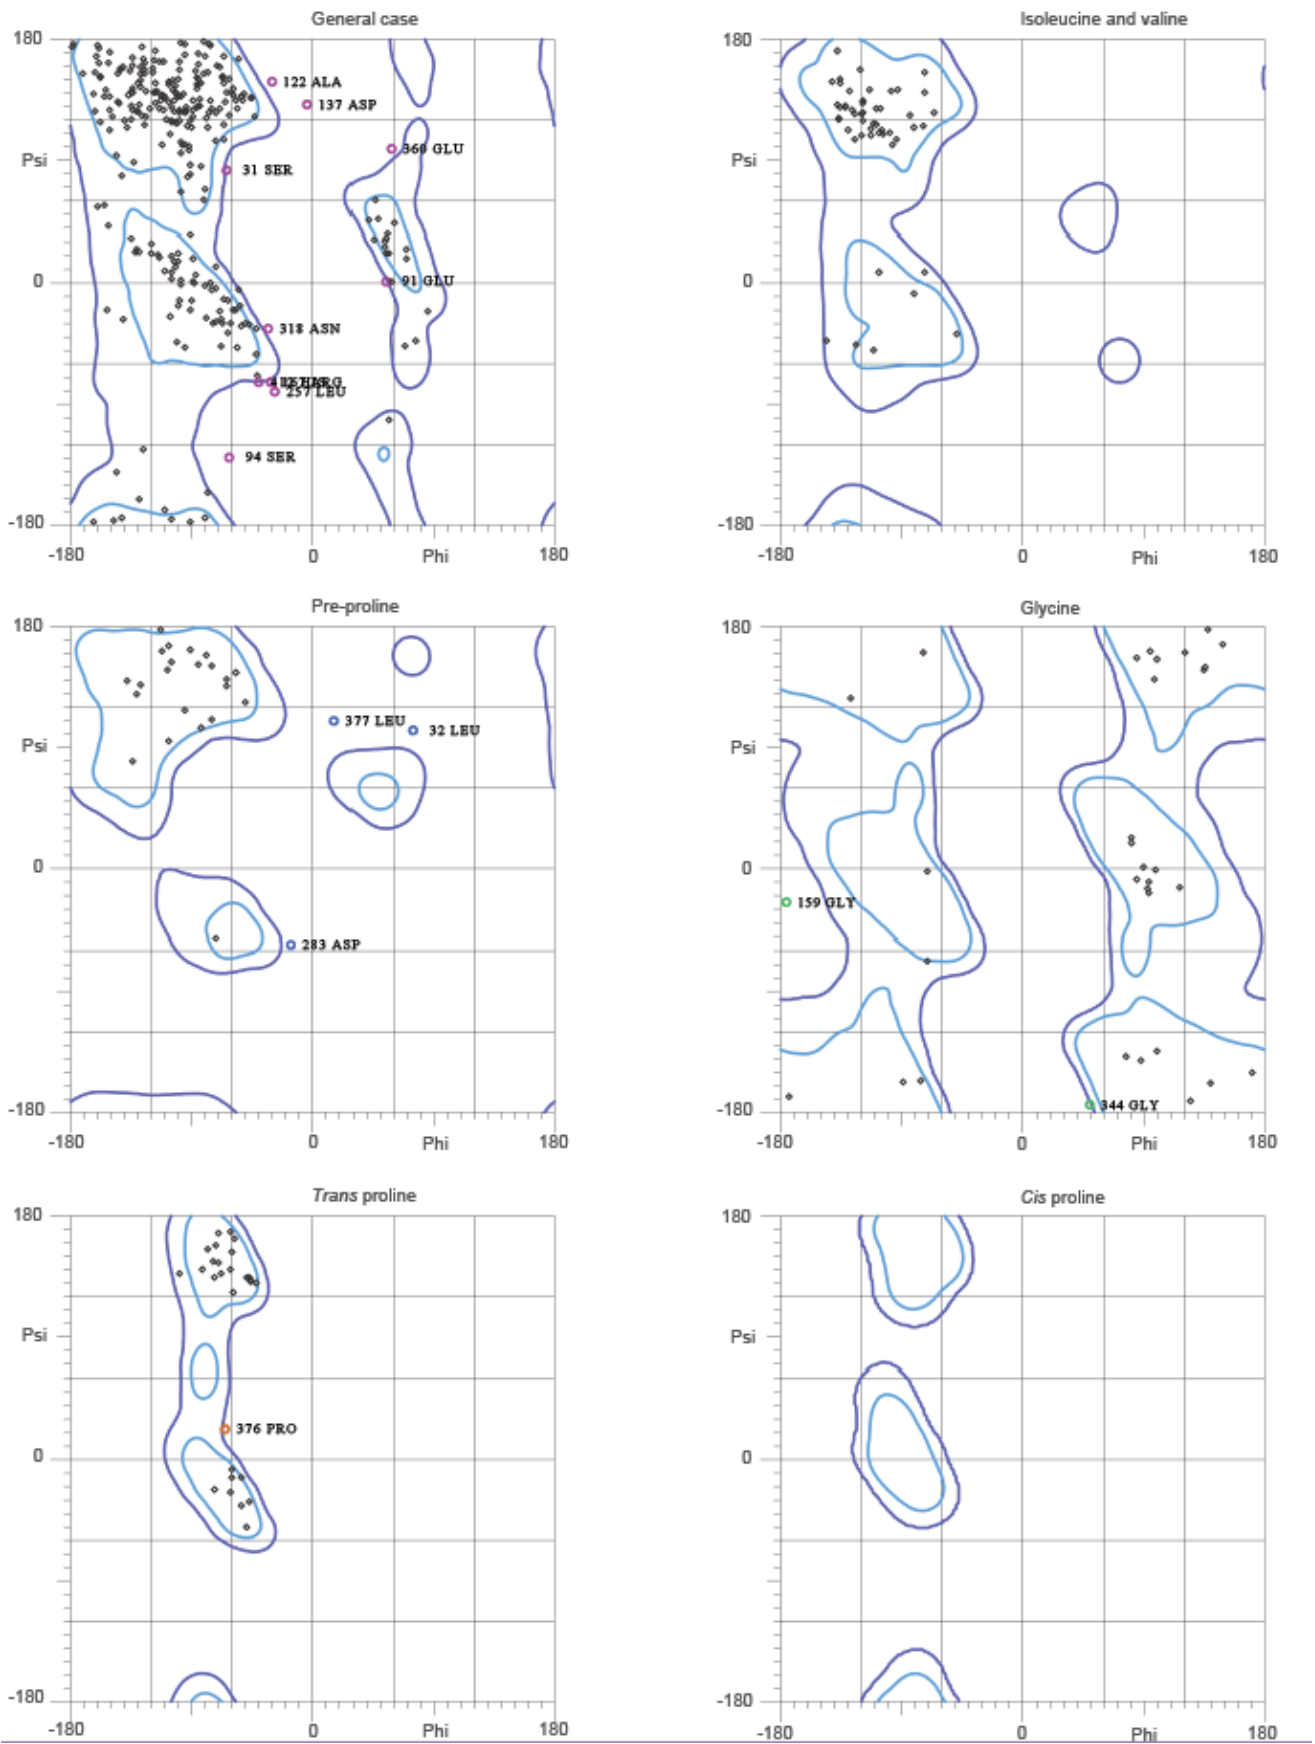 General case
Isoleucine and valine
180
122 ALA
137 ASP
360 GLU
Psi
31 SER
0
91 GLU
318 ASN
257 LEU
94 SER
-180
-180
0
Phi
180
180
Psi
0
-180
-180
0
Phi
180
Pre-proline
Glycine
180
377 LEU
32 LEU
Psi
0
283 ASP
-180
-180
0
Phi
180
180
Psi
0
159 GLY
344 GLY
-180
-180
0
Phi
180
Trans proline
Cis proline
180
Psi
376 PRO
0
-180
-180
0
Phi
180
180
Psi
0
-180
-180
0
Phi
180